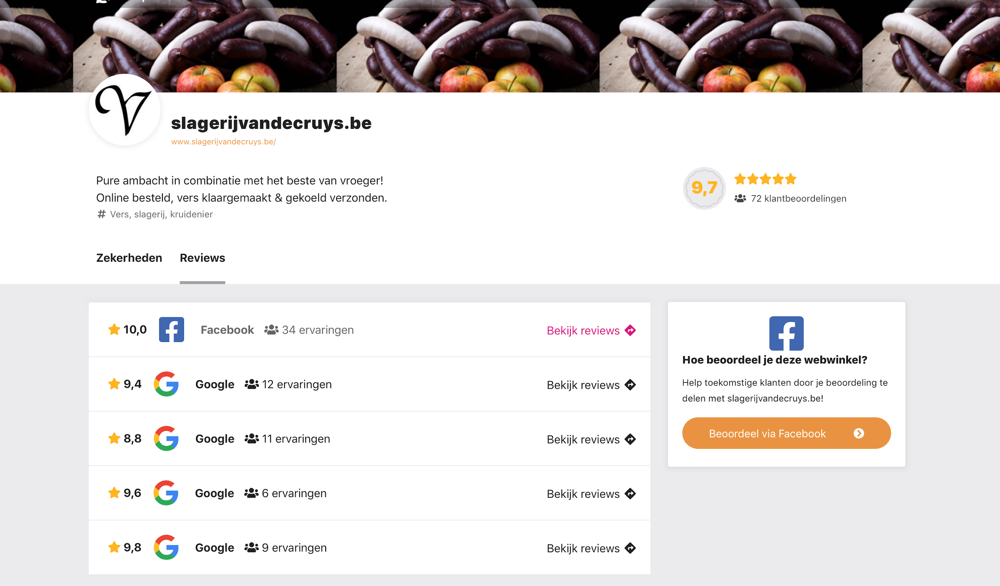 V
slagerijvandecruys.be
www.slagerijvandecruys.be/
Pure ambacht in combinatie met het beste van vroeger!
Online besteld, vers klaargemaakt & gekoeld verzonden.
# Vers, slagerij, kruidenier
9,7
72 klantbeoordelingen
Zekerheden Reviews
10,0 Facebook 34 ervaringen Bekijk reviews
9,4 Google 12 ervaringen Bekijk reviews
8,8 Google 11 ervaringen Bekijk reviews
9,6 Google 6 ervaringen Bekijk reviews
9,8 Google 9 ervaringen Bekijk reviews
Hoe beoordeel je deze webwinkel?
Help toekomstige klanten door je beoordeling te
delen met slagerijvandecruys.be!
Beoordeel via Facebook